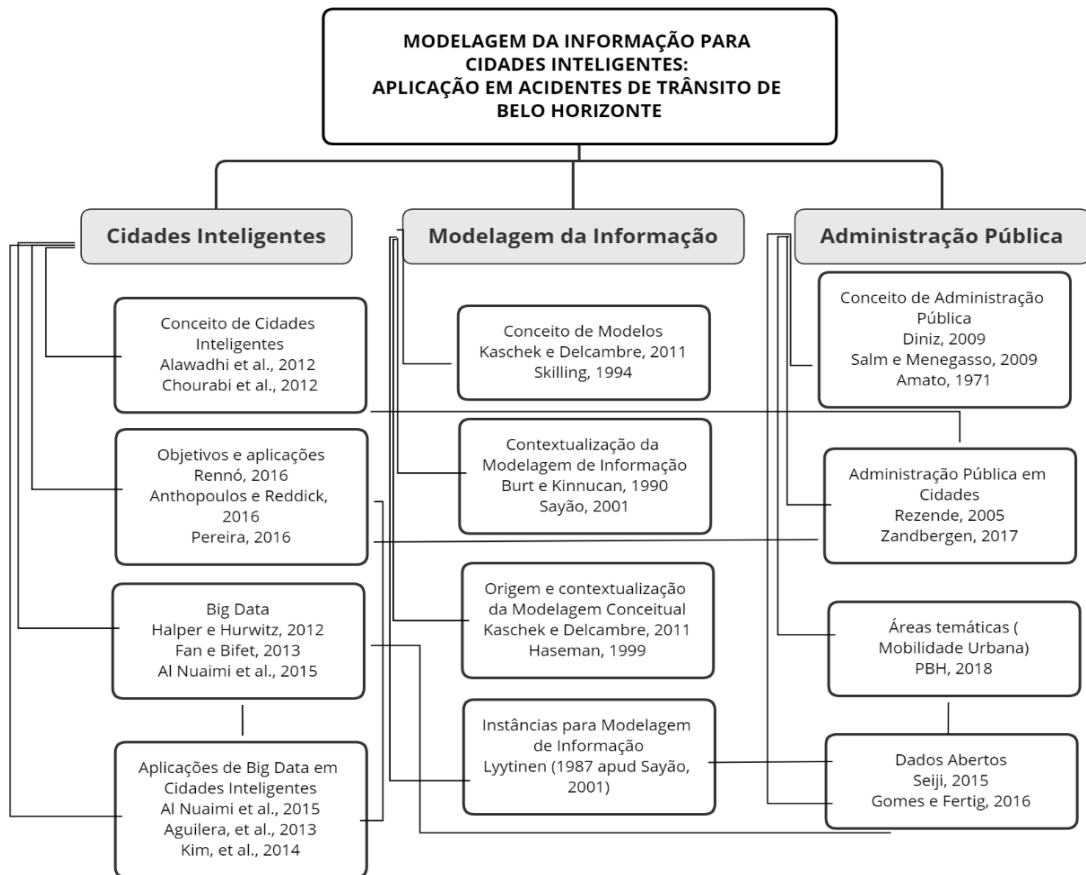 MODELAGEM DA INFORMAÇÃO PARA
CIDADES INTELIGENTES:
APLICAÇÃO EM ACIDENTES DE TRÂNSITO DE
BELO HORIZONTE
Cidades Inteligentes
Conceito de Cidades
Inteligentes
Alawadhi et al., 2012
Chourabi et al., 2012
Objetivos e aplicações
Rennó, 2016
Anthopoulos e Reddick,
2016
Pereira, 2016
Big Data
Halper e Hurwitz, 2012
Fan e Bifet, 2013
Al Nuaimi et al., 2015
Aplicações de Big Data em
Cidades Inteligentes
Al Nuaimi et al., 2015
Aguilera, et al., 2013
Kim, et al., 2014
Modelagem da Informação
Conceito de Modelos
Kaschek e Delcambre, 2011
Skilling, 1994
Contextualização da
Modelagem de Informação
Burt e Kinnucan, 1990
Sayão, 2001
Origem e contextualização
da Modelagem Conceitual
Kaschek e Delcambre, 2011
Haseman, 1999
Instâncias para Modelagem
de Informação
Lyytinen (1987 apud Sayão,
2001)
Administração Pública
Conceito de Administração
Pública
Diniz, 2009
Salm e Menegasso, 2009
Amato, 1971
Administração Pública em
Cidades
Rezende, 2005
Zandbergen, 2017
Áreas temáticas (
Mobilidade Urbana)
PBH, 2018
Dados Abertos
Seiji, 2015
Gomes e Fertig, 2016